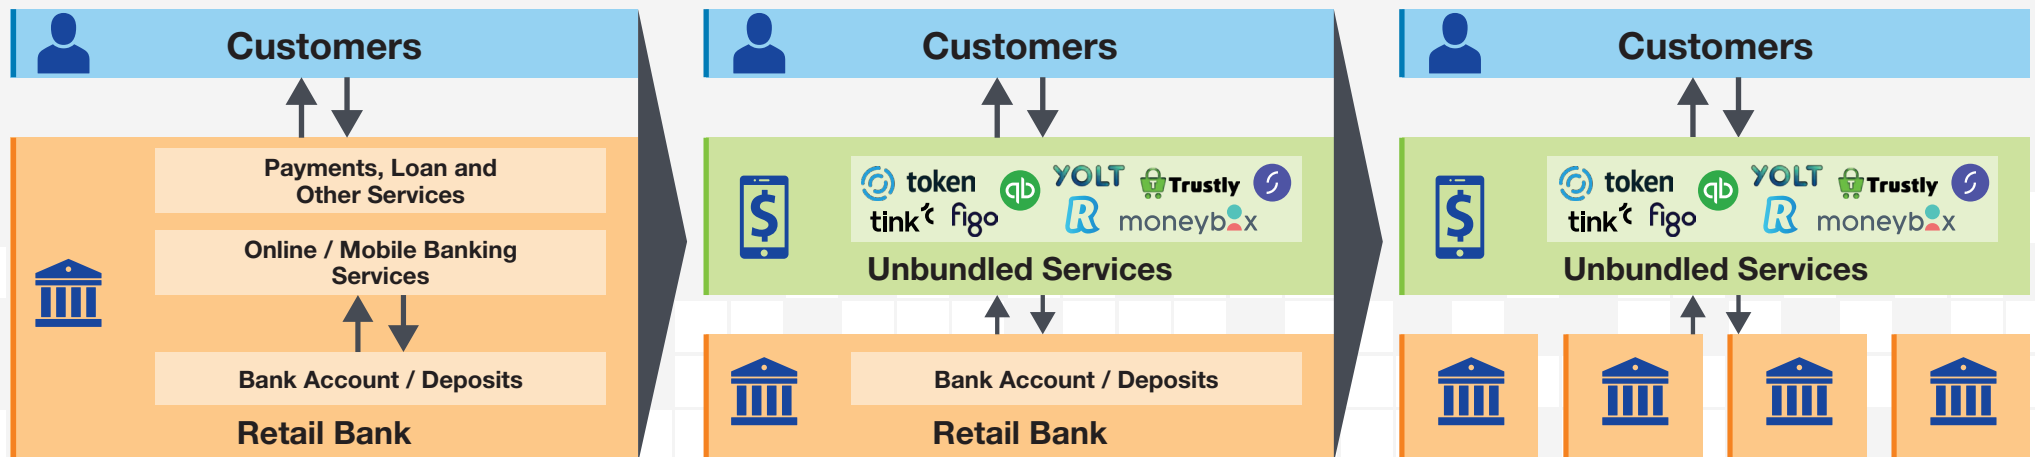 Customers
Payments, Loan and
Other Services
Online / Mobile Banking
Services
Bank Account / Deposits
Retail Bank
Customers
$
token qb YOLT Trustly
tink figo R moneybox
Unbundled Services
Bank Account / Deposits
Retail Bank
Customers
$
token qb YOLT Trustly
tink figo R moneybox
Unbundled Services